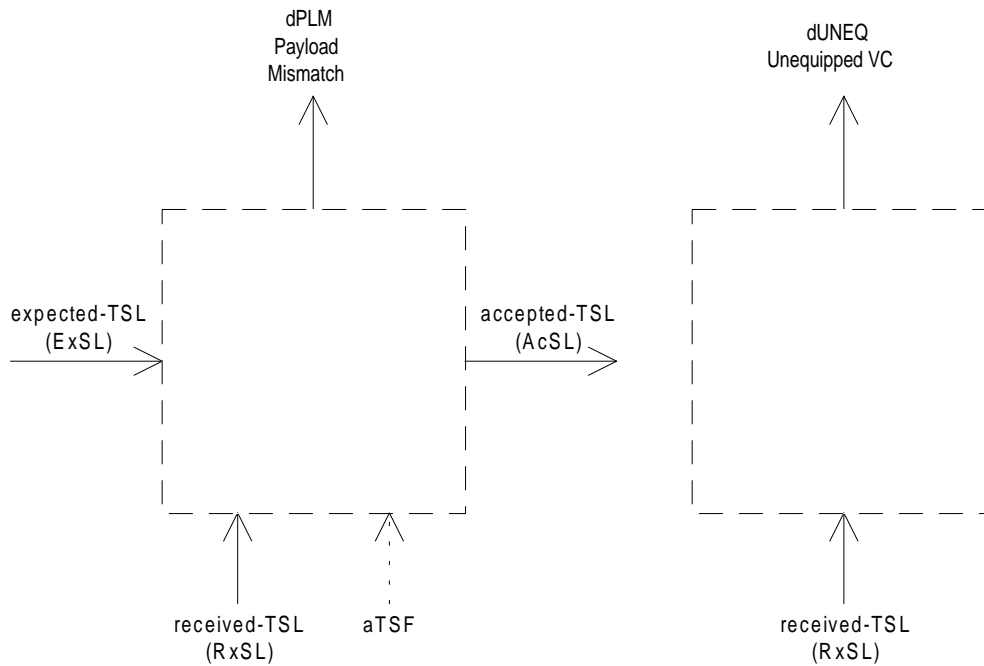 dPLM
Payload
Mismatch
dUNEQ
Unequipped VC
expected-TSL
(ExSL)
accepted-TSL
(AcSL)
received-TSL
(RxSL)
aTSF
received-TSL
(RxSL)